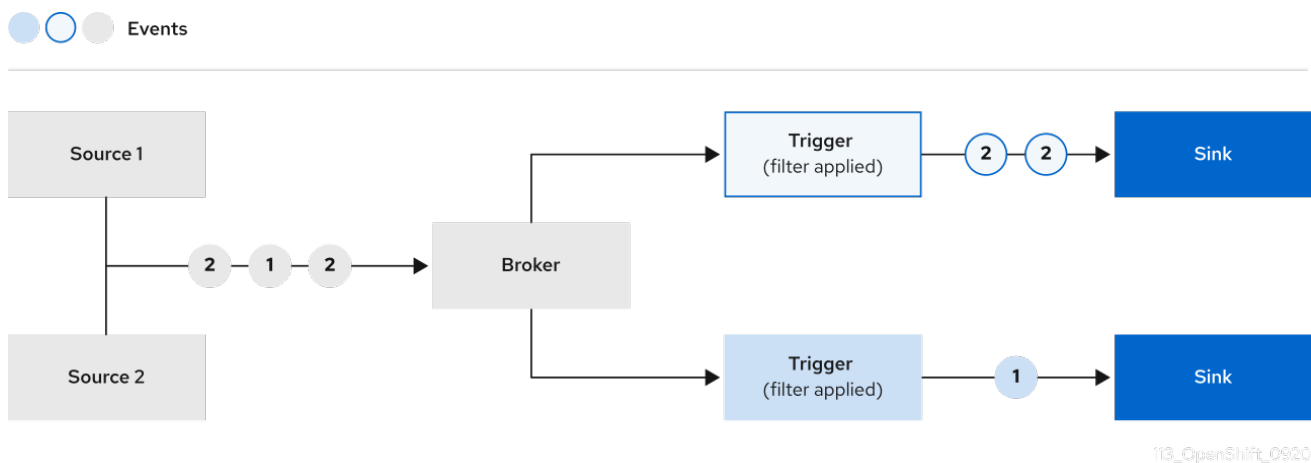 Events
Source 1
Trigger
(filter applied)
2 2
Sink
2 1 2
Broker
Source 2
Trigger
(filter applied)
1
Sink
113_OpenShift_0920